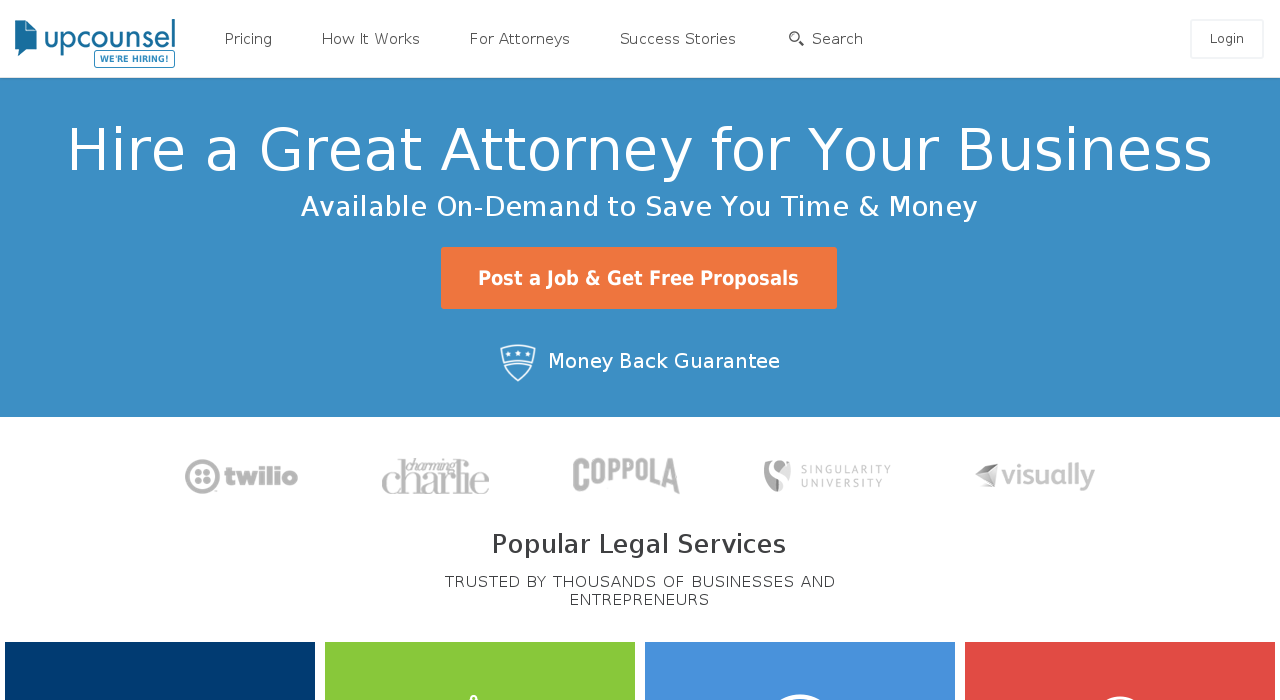 upcounsel
WE'RE HIRING!
Pricing
How It Works
For Attorneys
Success Stories
Search
Login
Hire a Great Attorney for Your Business
Available On-Demand to Save You Time & Money
Post a Job & Get Free Proposals
Money Back Guarantee
twilio
charming
charlie
COPPOLA
SINGULARITY
UNIVERSITY
visually
Popular Legal Services
TRUSTED BY THOUSANDS OF BUSINESSES AND
ENTREPRENEURS